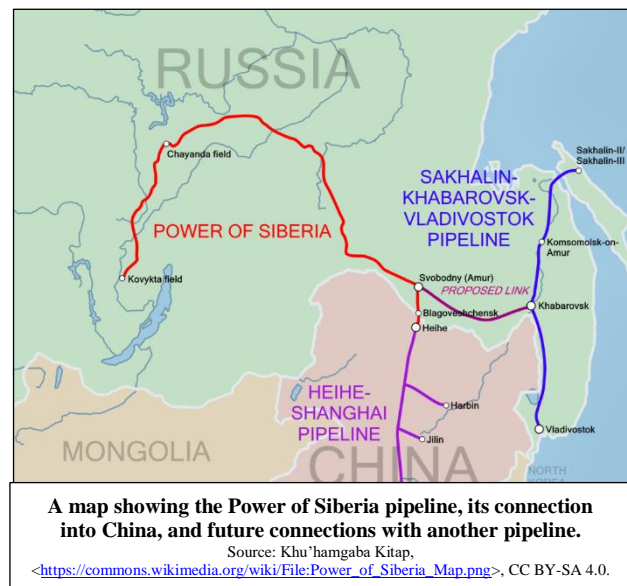 RUSSIA
Chayanda field
Sakhalin-II/
Sakhalin-III
SAKHALIN-
KHABAROVSK-
VLADIVOSTOK
PIPELINE
POWER OF SIBERIA
Komsomolsk-on-
Amur
Kovykta field
Svobodny (Amur)
PROPOSED LINK
Khabarovsk
Blagoveshchensk
Heihe
HEIHE-
SHANGHAI
PIPELINE
Harbin
Jilin
Vladivostok
MONGOLIA
CHINA
NORTH
A map showing the Power of Siberia pipeline, its connection
into China, and future connections with another pipeline.
Source: Khu'hamgaba Kitap,
<https://commons.wikimedia.org/wiki/File:Power_of_Siberia_Map.png>, CC BY-SA 4.0.